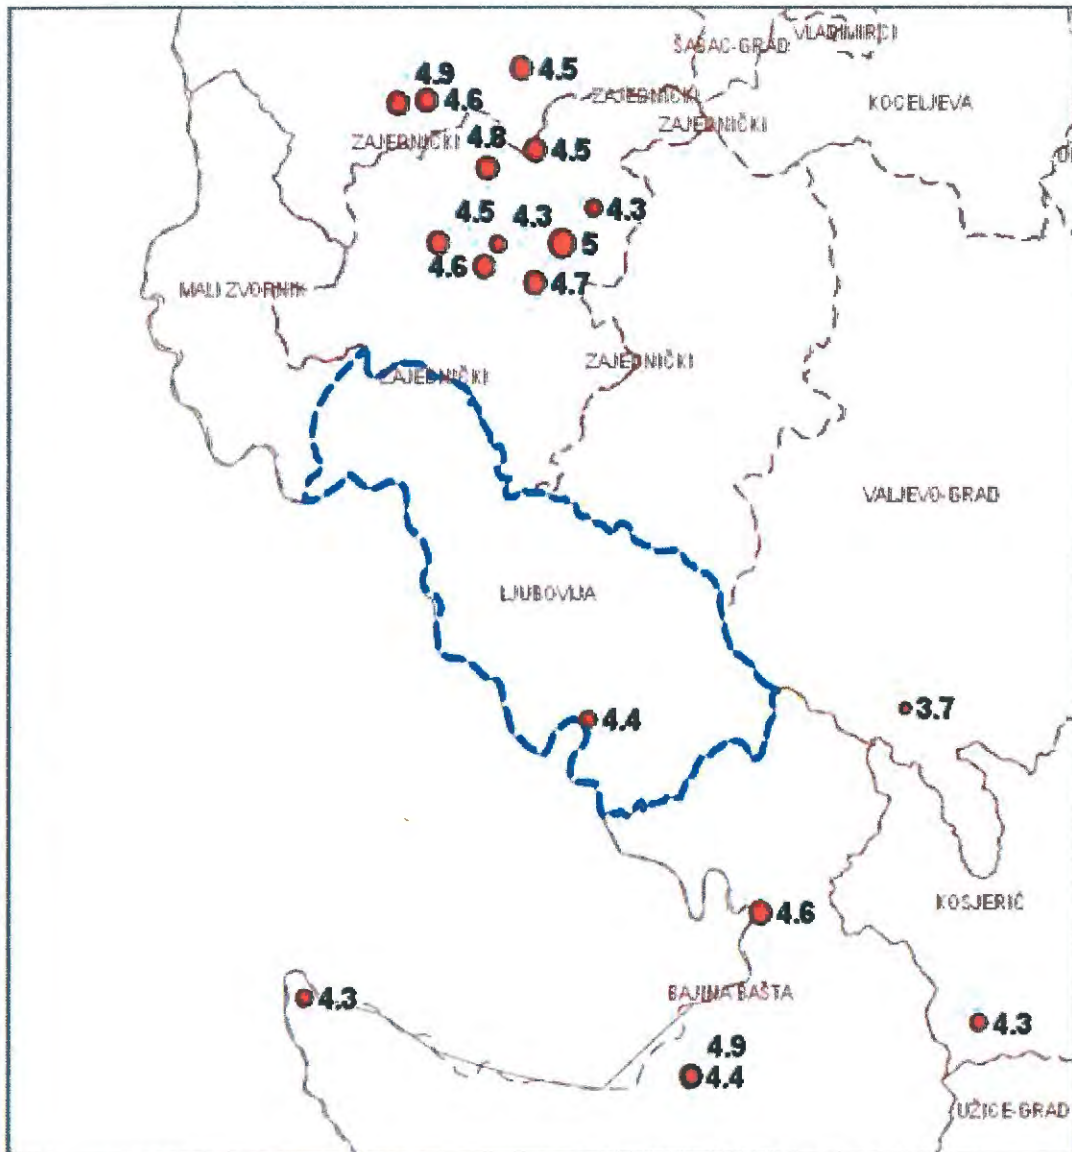 VLADIMIRCI
ŠABAC-GRAD
4.9
4.5
4.6
ZAJEDNIČKI
KOCELJEVA
ZAJEDNIČKI
ZAJEDNIČKI
4.8
4.5
4.5
4.3
4.3
5
4.6
4.7
MALI ZVORNIK
ZAJEDNIČKI
ZAJEDNIČKI
VALJEVO-GRAD
LJUBOVIJA
4.4
3.7
KOSJERIĆ
4.6
BAJINA BAŠTA
4.3
4.3
4.9
4.4
UŽICE-GRAD